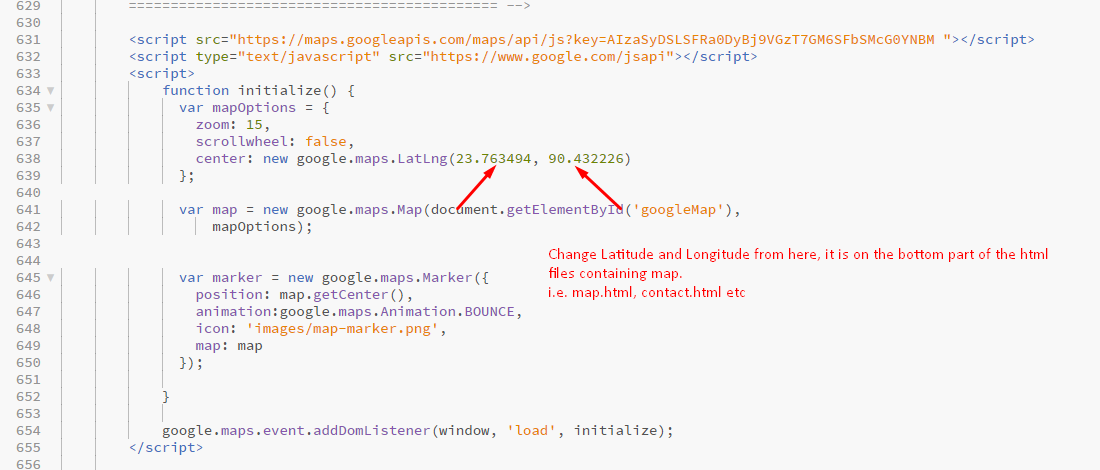 629 ============================================ -->
630
631 <script src="https://maps.googleapis.com/maps/api/js?key=AIzaSyDSLSFRa0DyBj9VGzT7GM6SFbSMcG0YNBM "></script>
632 <script type="text/javascript" src="https://www.google.com/jsapi"></script>
633 <script>
634 function initialize() {
635 var mapOptions = {
636 zoom: 15,
637 scrollwheel: false,
638 center: new google.maps.LatLng(23.763494, 90.432226)
639 };
640
641 var map = new google.maps.Map(document.getElementById('googleMap'),
642 mapOptions);
643
644
645 var marker = new google.maps.Marker({
646 position: map.getCenter(),
647 animation:google.maps.Animation.BOUNCE,
648 icon: 'images/map-marker.png',
649 map: map
650 });
651
652 }
653
654 google.maps.event.addDomListener(window, 'load', initialize);
655 </script>
656
Change Latitude and Longitude from here, it is on the bottom part of the html
files containing map.
i.e. map.html, contact.html etc